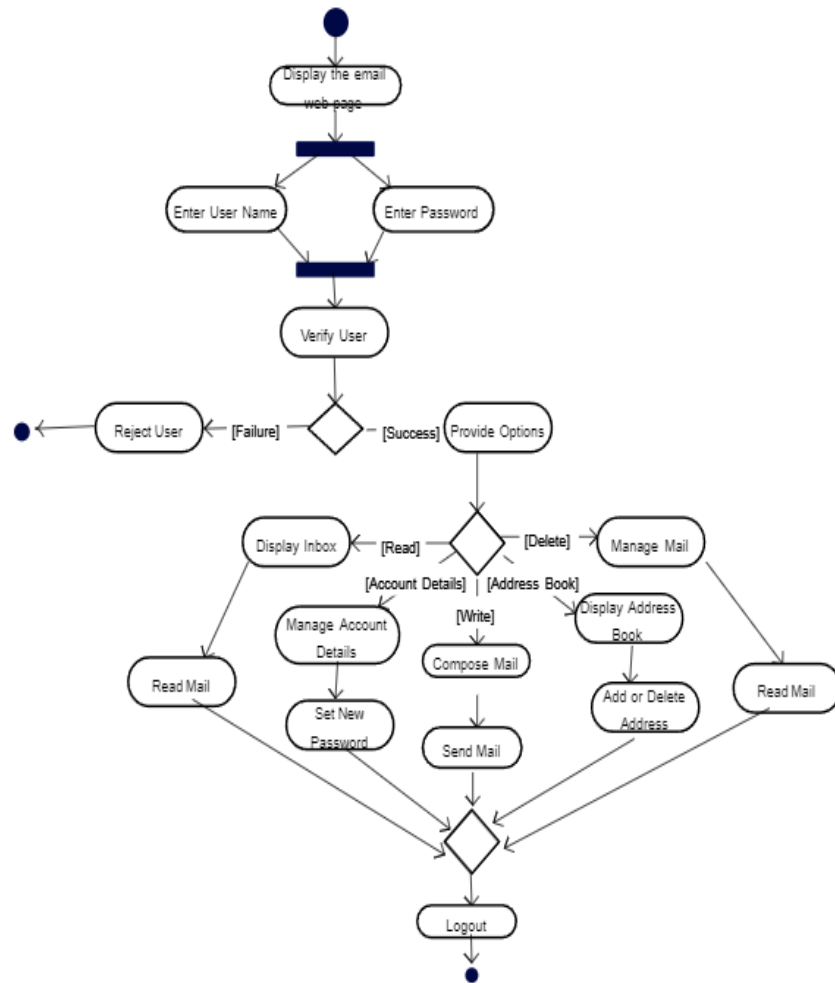 Display the email
web page
Enter User Name
Enter Password
Verify User
Reject User
[Failure]
[Success]
Provide Options
Display Inbox
[Read]
[Delete]
Manage Mail
[Account Details]
[Address Book]
[Write]
Manage Account
Details
Compose Mail
Display Address
Book
Read Mail
Set New
Password
Send Mail
Add or Delete
Address
Read Mail
Logout